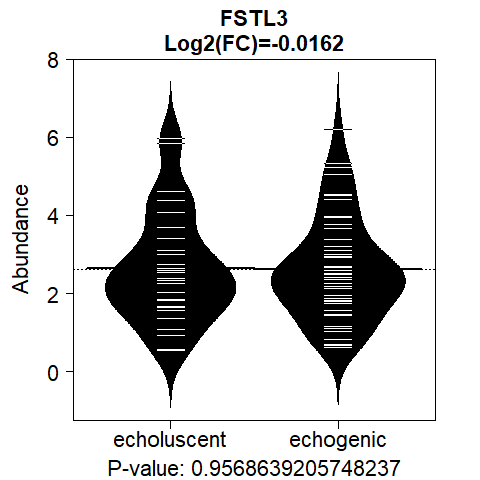 FSTL3
Log2(FC)=-0.0162
Abundance
8
6
4
2
0
echoluscent echogenic
P-value: 0.9568639205748237